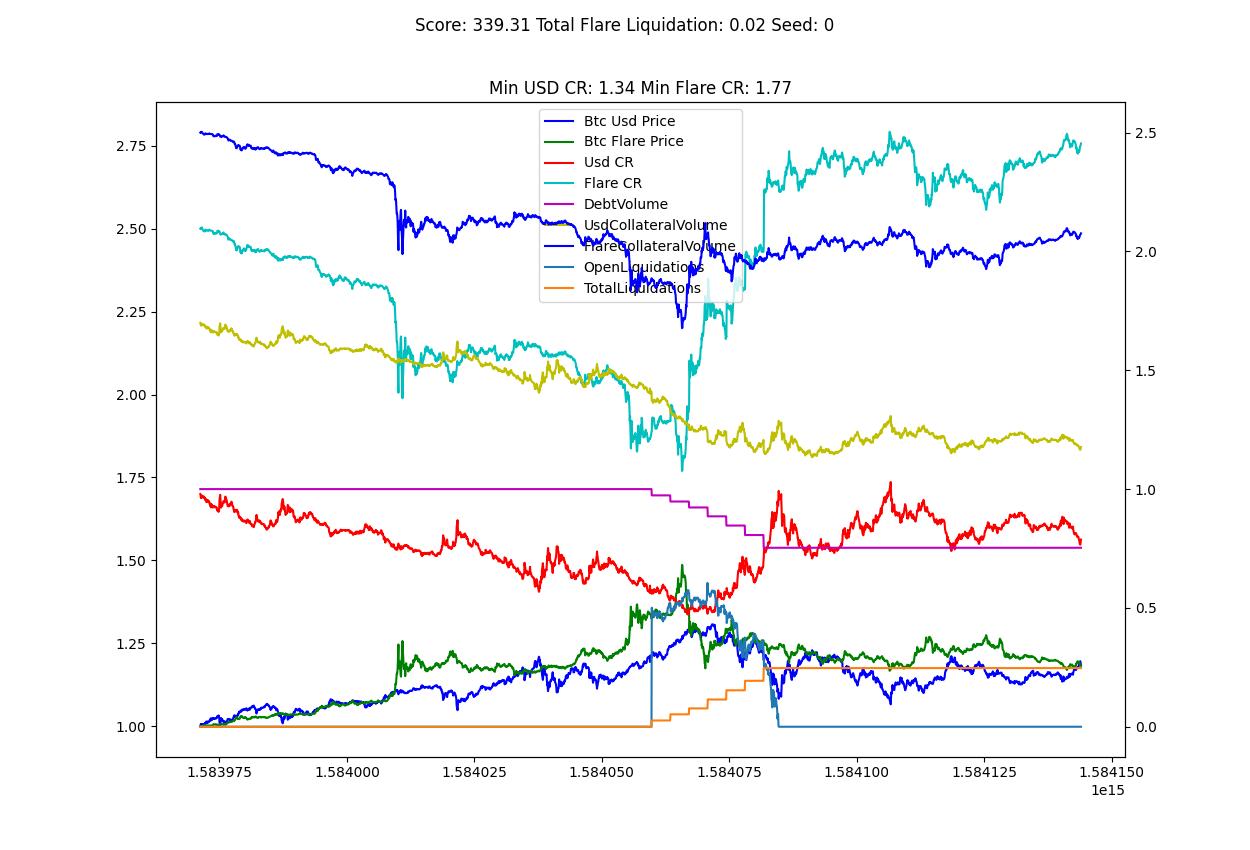 Score: 339.31 Total Flare Liquidation: 0.02 Seed: 0
Min USD CR: 1.34 Min Flare CR: 1.77
Btc Usd Price
Btc Flare Price
Usd CR
Flare CR
DebtVolume
UsdCollateralVolume
FlareCollateralVolume
OpenLiquidations
TotalLiquidations
2.75
2.50
2.25
2.00
1.75
1.50
1.25
1.00
2.5
2.0
1.5
1.0
0.5
0.0
1.583975 1.584000 1.584025 1.584050 1.584075 1.584100 1.584125 1.584150
1e15